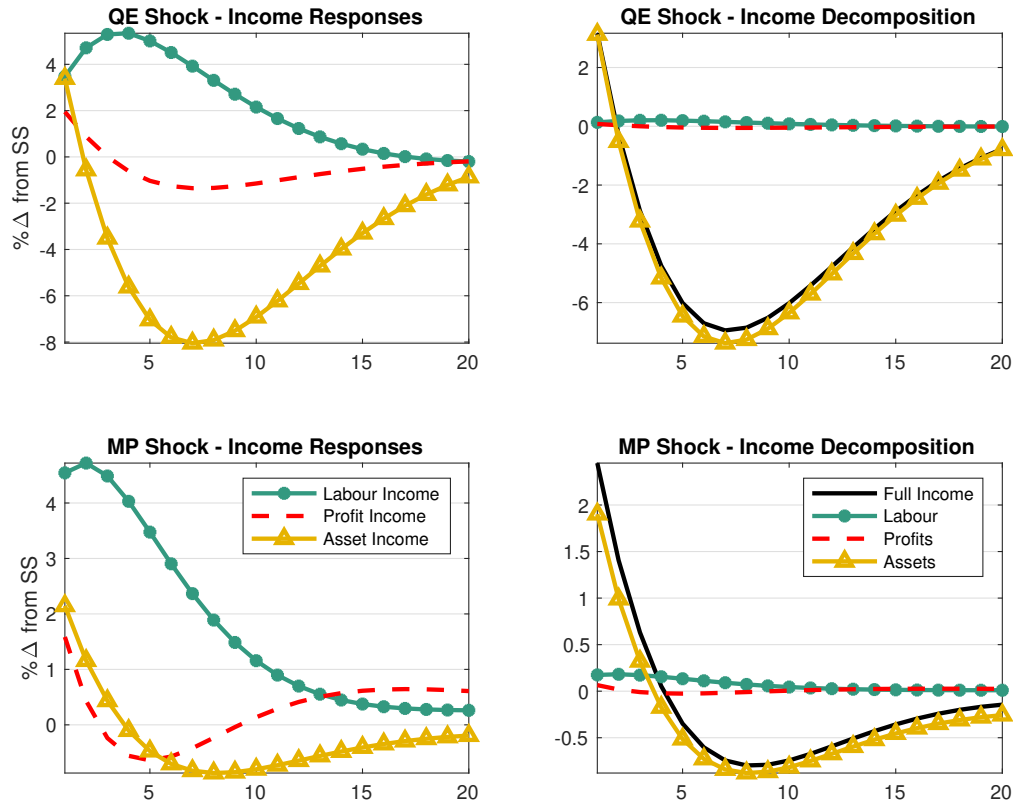 QE Shock - Income Responses
% Δ from SS
4
2
0
-2
-4
-6
-8
5 10 15 20
QE Shock - Income Decomposition
2
0
-2
-4
-6
5 10 15 20
MP Shock - Income Responses
% Δ from SS
4
3
2
1
0
5 10 15 20
Labour Income
Profit Income
Asset Income
MP Shock - Income Decomposition
2
1.5
1
0.5
0
-0.5
5 10 15 20
Full Income
Labour
Profits
Assets